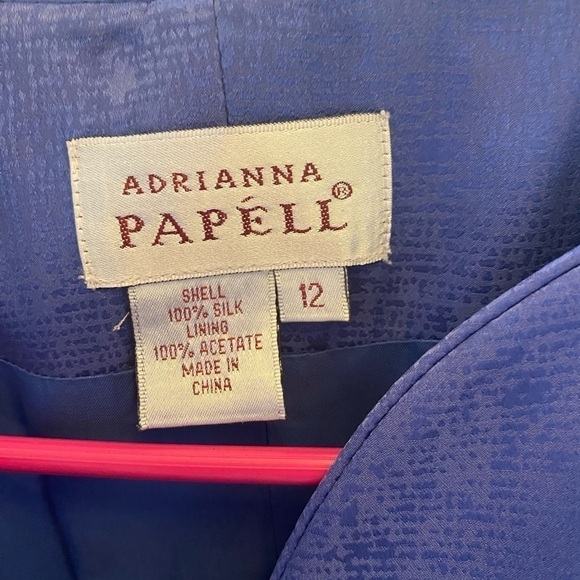 ADRIANNA
PAPÉLL®
SHELL
100% SILK
LINING
100% ACETATE
MADE IN
CHINA
12